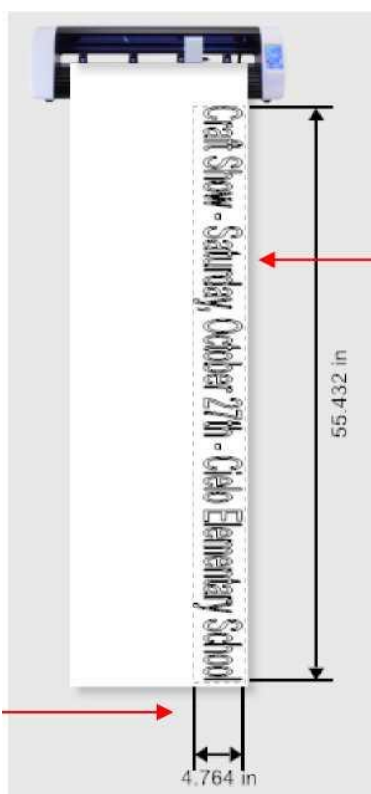 Craft Show • Saturday, October 27th • Cielo Elementary School
55.432 in
4.764 in